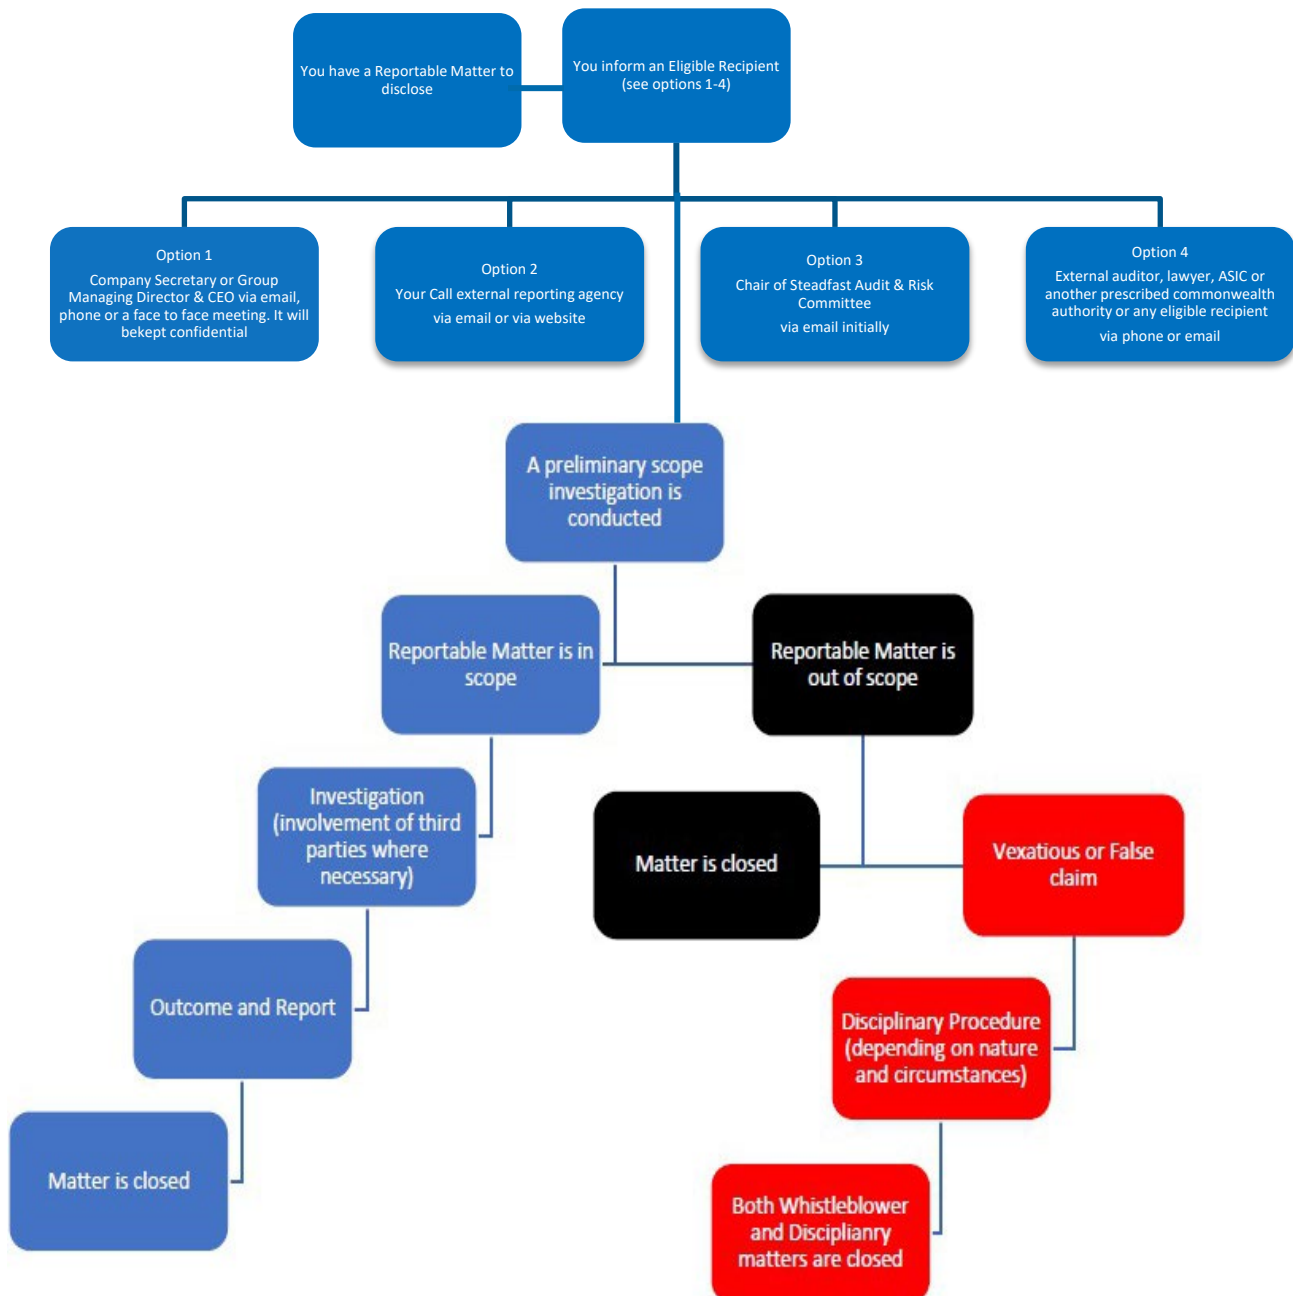 You have a Reportable Matter to
disclose
You inform an Eligible Recipient
(see options 1-4)
Option 1
Company Secretary or Group
Managing Director & CEO via email,
phone or a face to face meeting. It will
bekept confidential
Option 2
Your Call external reporting agency
via email or via website
Option 3
Chair of Steadfast Audit & Risk
Committee
via email initially
Option 4
External auditor, lawyer, ASIC or
another prescribed commonwealth
authority or any eligible recipient
via phone or email
A preliminary scope
investigation is
conducted
Reportable Matter is in
scope
Reportable Matter is
out of scope
Investigation
(involvement of third
parties where
necessary)
Matter is closed
Vexatious or False
claim
Outcome and Report
Disciplinary Procedure
(depending on nature
and circumstances)
Matter is closed
Both Whistleblower
and Disciplianry
matters are closed